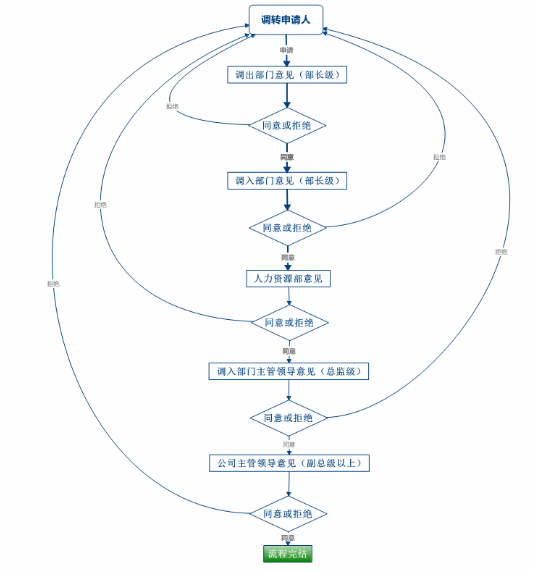 调转申请人
申请
调出部门意见（部长级）
拒绝
同意或拒绝
同意
拒绝
调入部门意见（部长级）
拒绝
同意或拒绝
同意
拒绝
人力资源部意见
拒绝
同意或拒绝
同意
调入部门主管领导意见（总监级）
同意或拒绝
同意
公司主管领导意见（副总级以上）
同意或拒绝
同意
流程完结